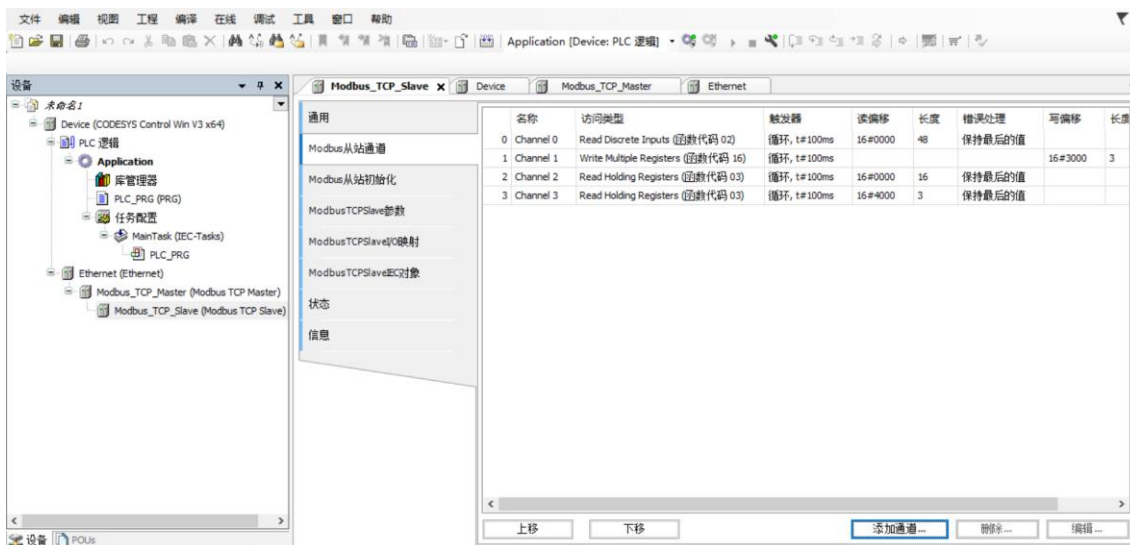 文件 编辑 视图 工程 编译 在线 调试 工具 窗口 帮助
Application [Device: PLC 逻辑]
设备
未命名1
Device (CODESYS Control Win V3 x64)
PLC 逻辑
Application
库管理器
PLC_PRG (PRG)
任务配置
MainTask (IEC-Tasks)
PLC_PRG
Ethernet (Ethernet)
Modbus_TCP_Master (Modbus TCP Master)
Modbus_TCP_Slave (Modbus TCP Slave)
设备 POUs
Modbus_TCP_Slave Device Modbus_TCP_Master Ethernet
通用
Modbus从站通道
Modbus从站初始化
ModbusTCPSlave参数
ModbusTCPSlaveI/O映射
ModbusTCPSlaveIEC对象
状态
信息
名称 访问类型 触发器 读偏移 长度 错误处理 写偏移 长度
0 Channel 0 Read Discrete Inputs (函数代码 02) 循环, t#100ms 16#0000 48 保持最后的值
1 Channel 1 Write Multiple Registers (函数代码 16) 循环, t#100ms 16#3000 3
2 Channel 2 Read Holding Registers (函数代码 03) 循环, t#100ms 16#0000 16 保持最后的值
3 Channel 3 Read Holding Registers (函数代码 03) 循环, t#100ms 16#4000 3 保持最后的值
上移 下移 添加通道... 删除... 编辑...